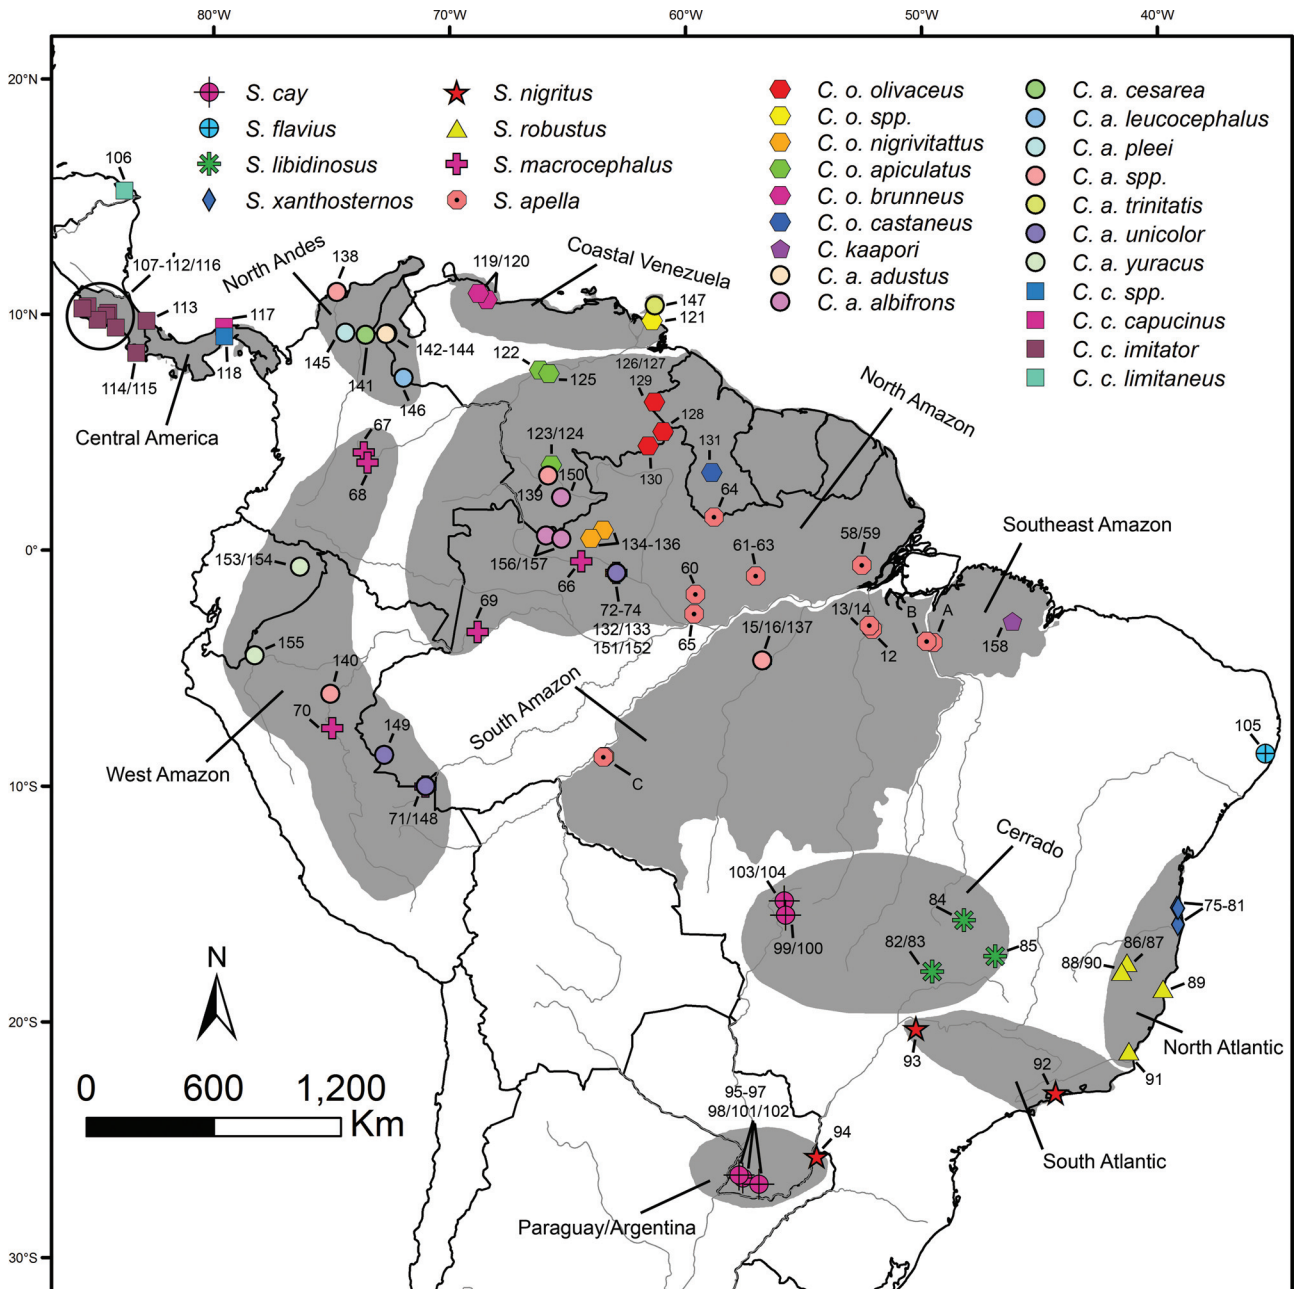 80°W 70°W 60°W 50°W 40°W
20°N
10°N
0°
10°S
20°S
30°S
S. cay
S. flavius
S. libidinosus
S. xanthosternos
S. nigritus
S. robustus
S. macrocephalus
S. apella
C. o. olivaceus
C. o. spp.
C. o. nigrivitattus
C. o. apiculatus
C. o. brunneus
C. o. castaneus
C. kaapori
C. a. adustus
C. a. albifrons
C. a. cesarea
C. a. leucocephalus
C. a. pleei
C. a. spp.
C. a. trinitatis
C. a. unicolor
C. a. yuracus
C. c. spp.
C. c. capucinus
C. c. imitator
C. c. limitaneus
106
107-112/116
North Andes
138
119/120
Coastal Venezuela
147
121
113
117
118
114/115
Central America
145
141
142-144
146
122
125
126/127
129
128
130
131
North Amazon
67
68
123/124
139
150
64
58/59
Southeast Amazon
153/154
156/157
134-136
66
61-63
60
65
72-74
132/133
151/152
69
155
140
70
149
71/148
West Amazon
South Amazon
15/16/137
13/14
12
B
A
158
C
105
Cerrado
103/104
99/100
84
82/83
85
75-81
86/87
88/90
89
91
North Atlantic
93
92
South Atlantic
95-97
98/101/102
94
Paraguay/Argentina
N
0 600 1,200
Km